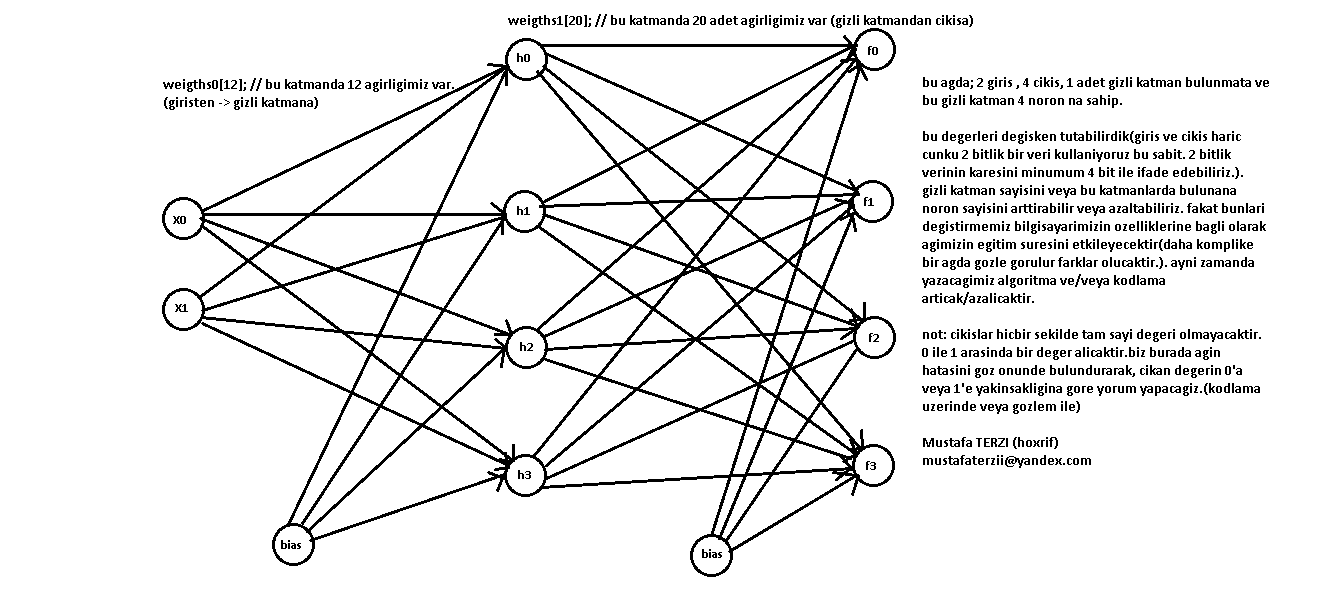 weigths1[20]; // bu katmanda 20 adet agirligimiz var (gizli katmandan cikisa)
weigths0[12]; // bu katmanda 12 agirligimiz var.
(giristen -> gizli katmana)
h0
f0
X0
h1
f1
X1
h2
f2
h3
f3
bias
bias
bu agda; 2 giris , 4 cikis, 1 adet gizli katman bulunmata ve
bu gizli katman 4 noron na sahip.
bu degerleri degisken tutabilirdik(giris ve cikis haric
cunku 2 bitlik bir veri kullaniyoruz bu sabit. 2 bitlik
verinin karesini minumum 4 bit ile ifade edebiliriz.).
gizli katman sayisini veya bu katmanlarda bulunana
noron sayisini arttirabilir veya azaltabiliriz. fakat bunlari
degistirmemiz bilgisayarimizin ozelliklerine bagli olarak
agimizin egitim suresini etkileyecektir(daha komplike
bir agda gozle gorulur farklar olucaktir.). ayni zamanda
yazacagimiz algoritma ve/veya kodlama
articak/azalicaktir.
not: cikislar hicbir sekilde tam sayi degeri olmayacaktir.
0 ile 1 arasinda bir deger alicaktir.biz burada agin
hatasini goz onunde bulundurarak, cikan degerin 0'a
veya 1'e yakinsakligina gore yorum yapacagiz.(kodlama
uzerinde veya gozlem ile)
Mustafa TERZI (hoxrif)
mustafaterzii@yandex.com